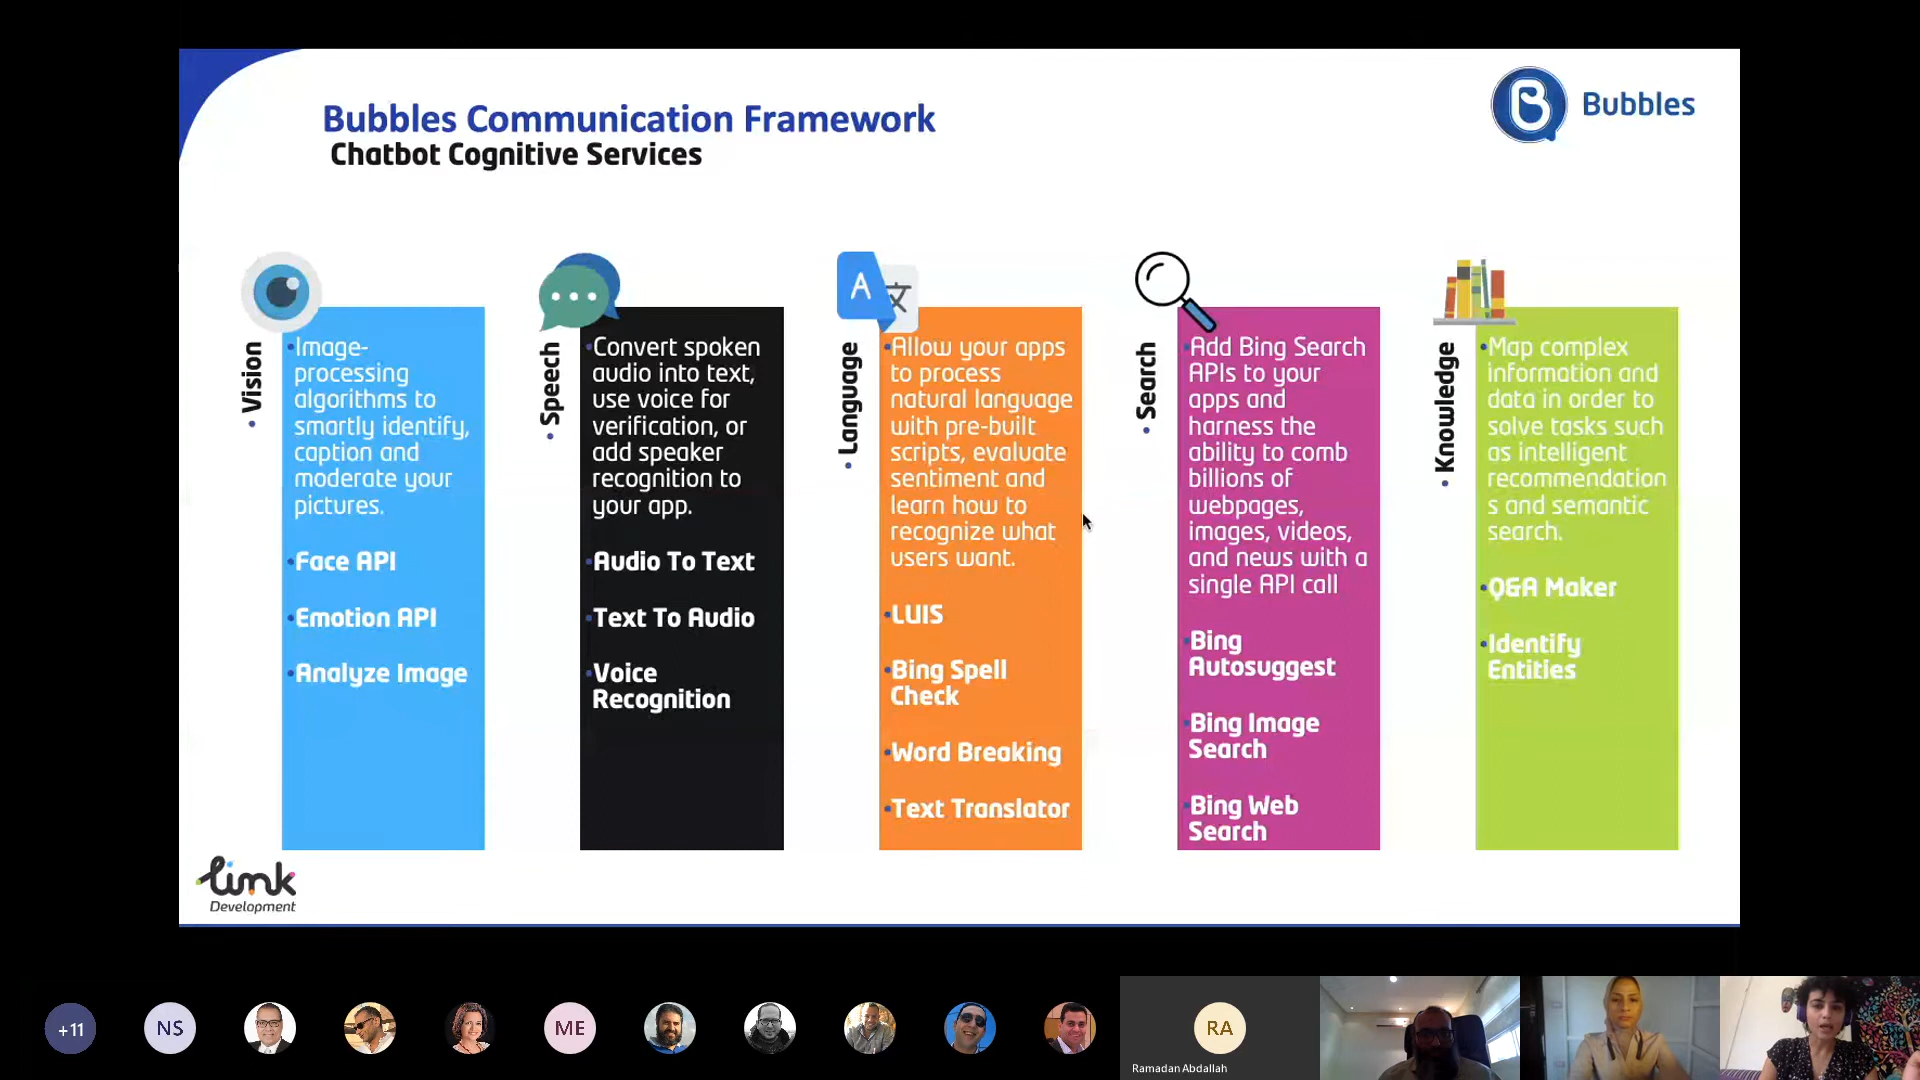 Bubbles Communication Framework
Chatbot Cognitive Services
Bubbles
Vision
Image-
processing
algorithms to
smartly identify,
caption and
moderate your
pictures.
Face API
Emotion API
Analyze Image
Speech
Convert spoken
audio into text,
use voice for
verification, or
add speaker
recognition to
your app.
Audio To Text
Text To Audio
Voice
Recognition
A
Language
Allow your apps
to process
natural language
with pre-built
scripts, evaluate
sentiment and
learn how to
recognize what
users want.
LUIS
Bing Spell
Check
Word Breaking
Text Translator
Search
Add Bing Search
APIs to your
apps and
harness the
ability to comb
billions of
webpages,
images, videos,
and news with a
single API call
Bing
Autosuggest
Bing Image
Search
Bing Web
Search
Knowledge
Map complex
information and
data in order to
solve tasks such
as intelligent
recommendation
s and semantic
search.
Q&A Maker
Identify
Entities
link
Development
+11
NS
ME
RA
Ramadan Abdallah